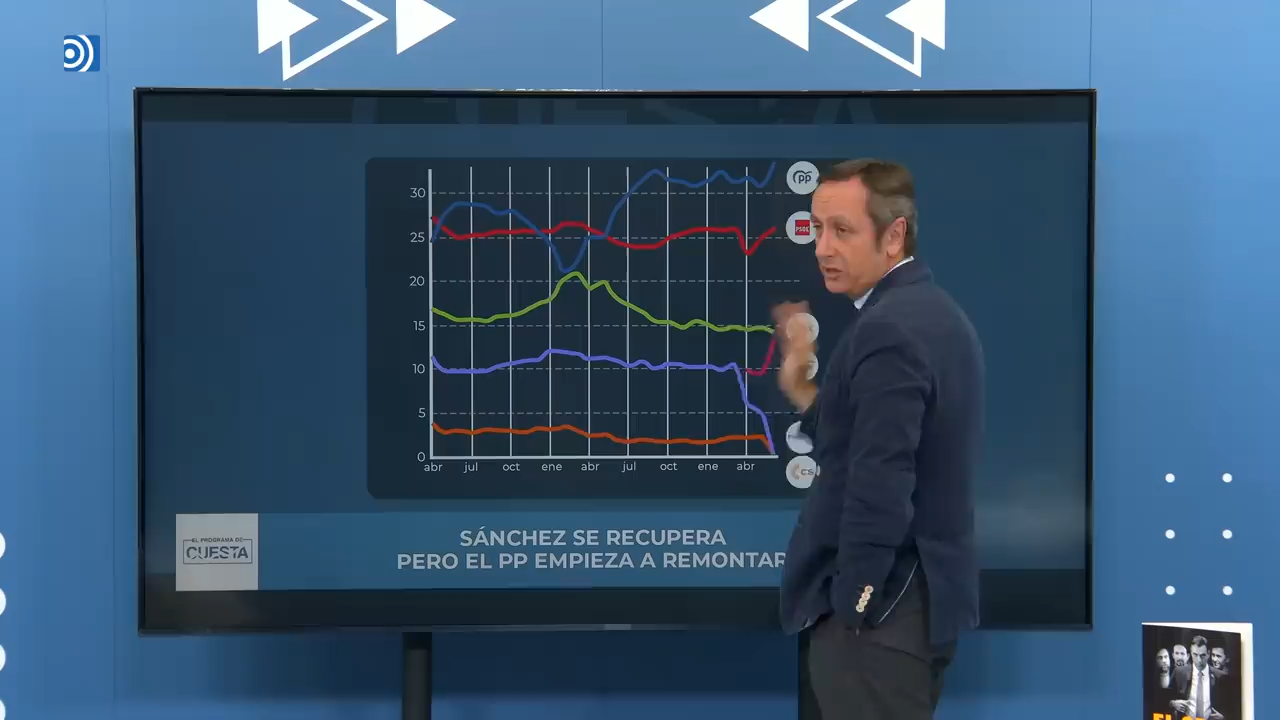 pp
30
PSOE
25
20
15
10
5
0
abr jul oct ene abr jul oct ene abr
CS
EL PROGRAMA DE
CUESTA
SÁNCHEZ SE RECUPERA
PERO EL PP EMPIEZA A REMONTAR